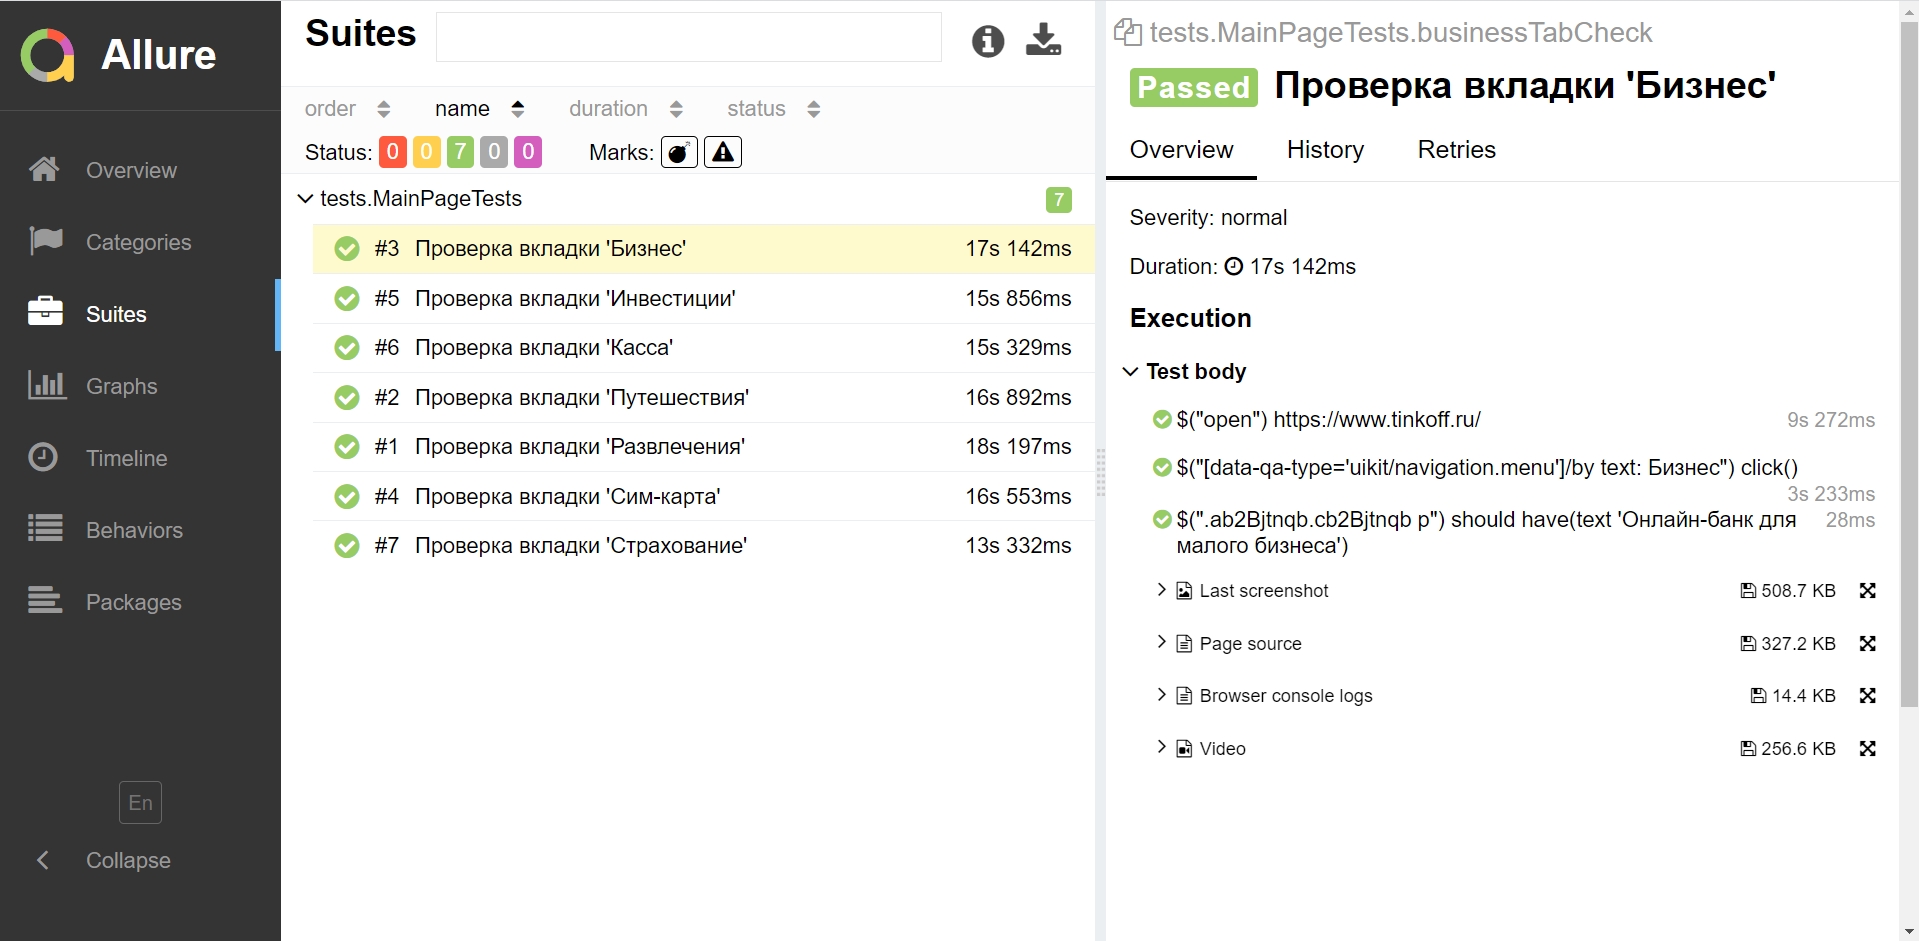 Allure
Overview
Categories
Suites
Graphs
Timeline
Behaviors
Packages
En
Collapse
Suites
order name duration status
Status: 0 0 7 0 0 Marks:
tests.MainPageTests 7
#3 Проверка вкладки 'Бизнес' 17s 142ms
#5 Проверка вкладки 'Инвестиции' 15s 856ms
#6 Проверка вкладки 'Касса' 15s 329ms
#2 Проверка вкладки 'Путешествия' 16s 892ms
#1 Проверка вкладки 'Развлечения' 18s 197ms
#4 Проверка вкладки 'Сим-карта' 16s 553ms
#7 Проверка вкладки 'Страхование' 13s 332ms
tests.MainPageTests.businessTabCheck
Passed Проверка вкладки 'Бизнес'
Overview History Retries
Severity: normal
Duration: 17s 142ms
Execution
Test body
$("open") https://www.tinkoff.ru/ 9s 272ms
$("[data-qa-type='uikit/navigation.menu']/by text: Бизнес") click()
3s 233ms
$(".ab2Bjtnqb.cb2Bjtnqb p") should have(text 'Онлайн-банк для 28ms
малого бизнеса')
Last screenshot 508.7 KB
Page source 327.2 KB
Browser console logs 14.4 KB
Video 256.6 KB